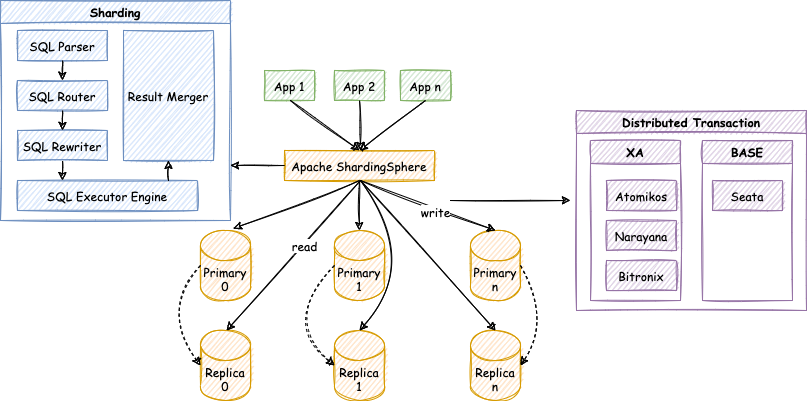 Sharding
SQL Parser
SQL Router
SQL Rewriter
SQL Executor Engine
Result Merger
App 1
App 2
App n
Apache ShardingSphere
read
write
Primary
0
Primary
1
Primary
n
Replica
0
Replica
1
Replica
n
Distributed Transaction
XA
Atomikos
Narayana
Bitronix
BASE
Seata